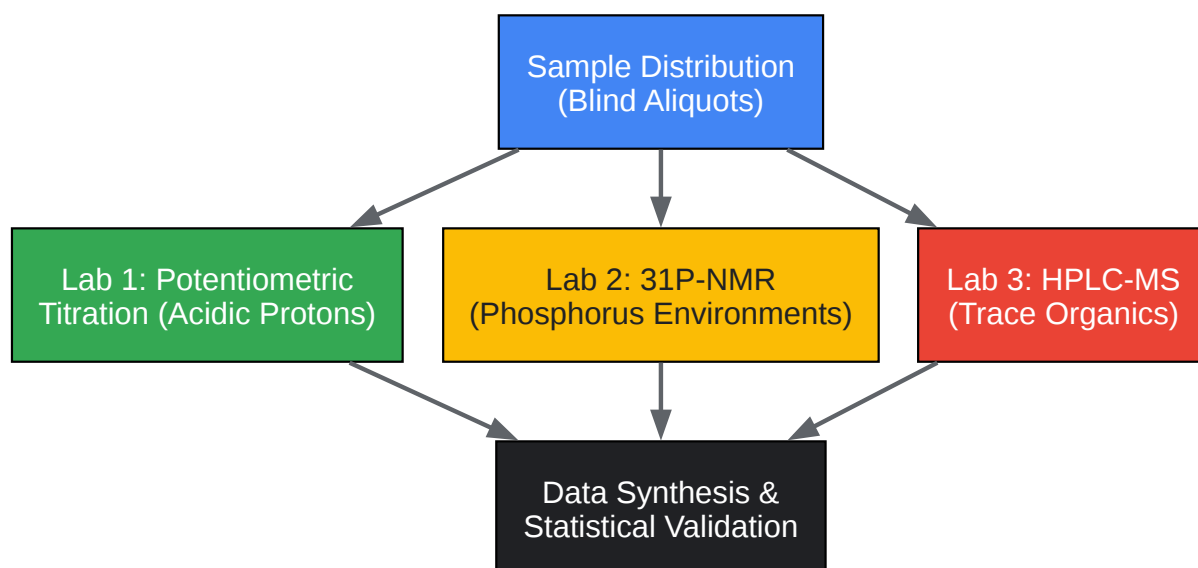 Sample Distribution
(Blind Aliquots)
Lab 1: Potentiometric
Titration (Acidic Protons)
Lab 2: 31P-NMR
(Phosphorus Environments)
Lab 3: HPLC-MS
(Trace Organics)
Data Synthesis &
Statistical Validation